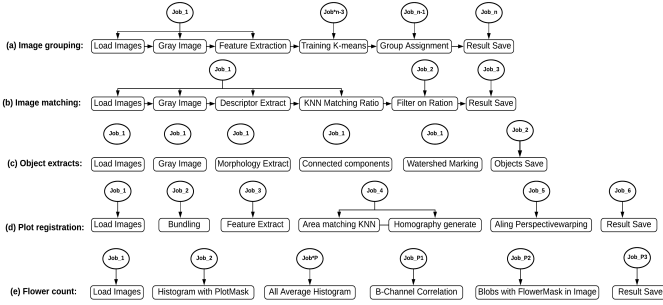 Job_1 Job*n-3 Job_n-1 Job_n
(a) Image grouping: Load Images Gray Image Feature Extraction Training K-means Group Assignment Result Save
Job_1 Job_2 Job_3
(b) Image matching: Load Images Gray Image Descriptor Extract KNN Matching Ratio Filter on Ration Result Save
Job_1 Job_1 Job_1 Job_1 Job_1 Job_2
(c) Object extracts: Load Images Gray Image Morphology Extract Connected components Watershed Marking Objects Save
Job_1 Job_2 Job_3 Job_4 Job_5 Job_6
(d) Plot registration: Load Images Bundling Feature Extract Area matching KNN Homography generate Aling Perspectivewarping Result Save
Job_1 Job_2 Job*P Job_P1 Job_P2 Job_P3
(e) Flower count: Load Images Histogram with PlotMask All Average Histogram B-Channel Correlation Blobs with FlowerMask in Image Result Save